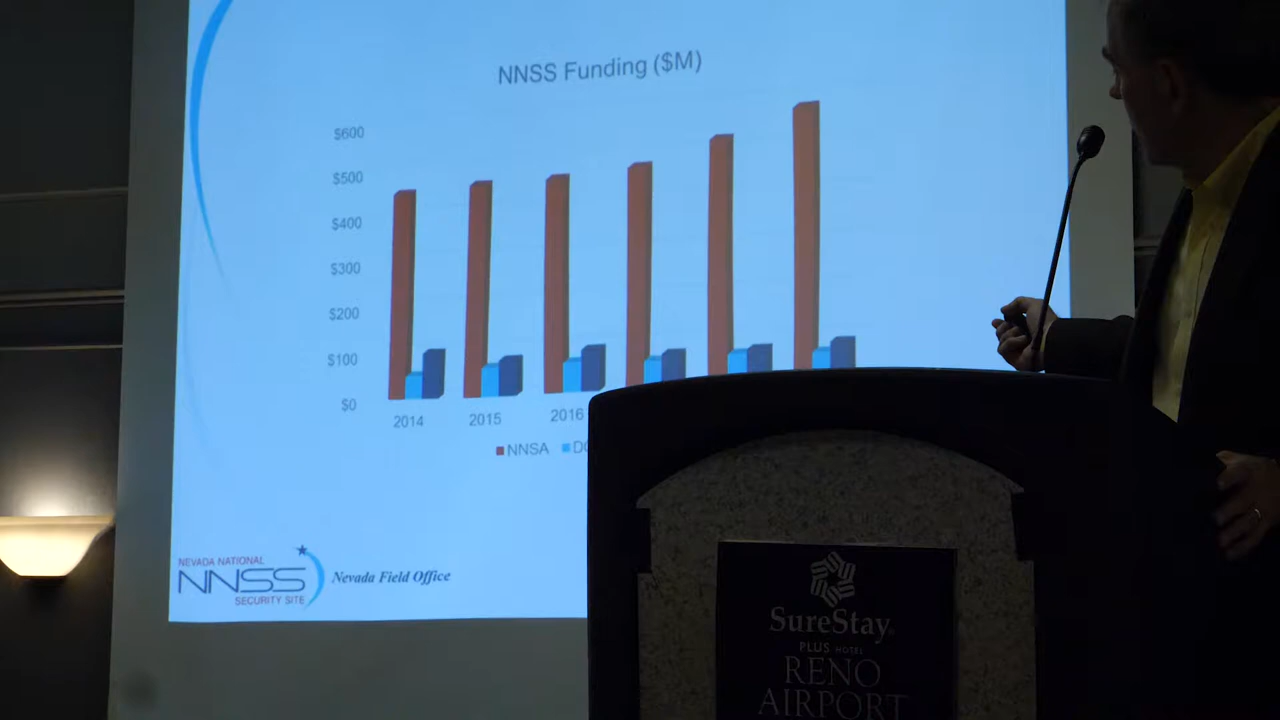 NNSS Funding ($M)
$600
$500
$400
$300
$200
$100
$0
2014 2015 2016
NNSA
NEVADA NATIONAL
NNSS
SECURITY SITE
Nevada Field Office
SureStay
PLUS HOTEL
RENO
AIRPORT